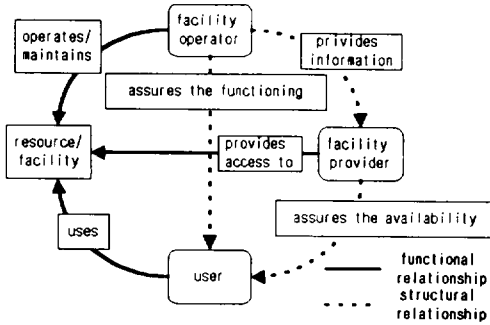 facility
operator
operates/
maintains
privides
information
assures the functioning
resource/
facility
provides
access to
facility
provider
assures the availability
uses
user
functional
relationship
structural
relationship